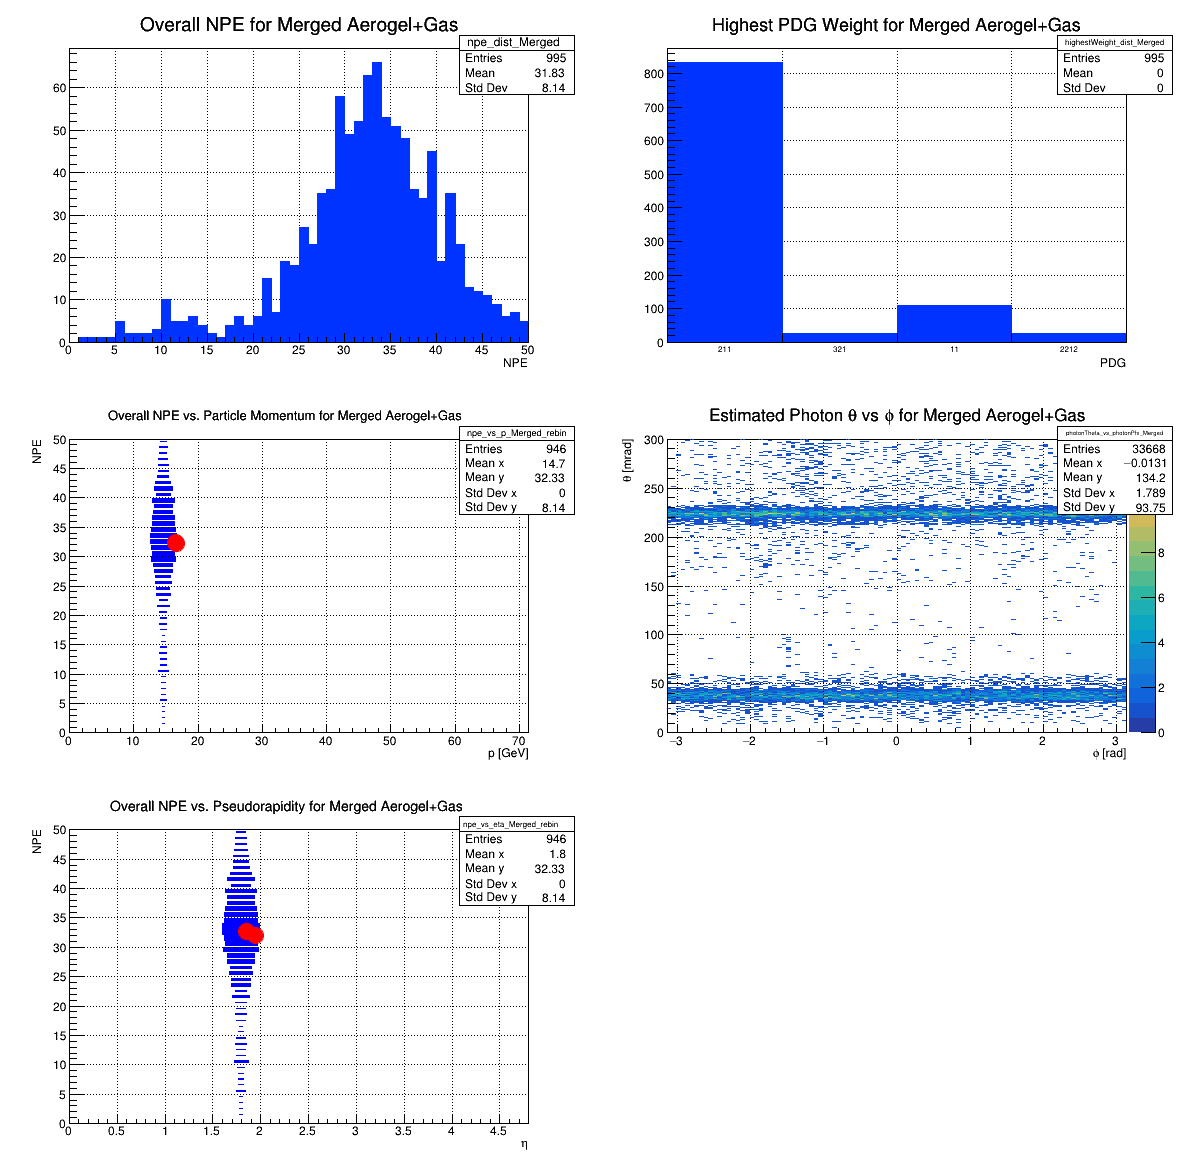 Overall NPE for Merged Aerogel+Gas
npe_dist_Merged
Entries 995
Mean 31.83
Std Dev 8.14
60
50
40
30
20
10
0
0 5 10 15 20 25 30 35 40 45 50
NPE
Highest PDG Weight for Merged Aerogel+Gas
highestWeight_dist_Merged
Entries 995
Mean 0
Std Dev 0
800
700
600
500
400
300
200
100
0
211 321 11 2212
PDG
Overall NPE vs. Particle Momentum for Merged Aerogel+Gas
npe_vs_p_Merged_rebin
Entries 946
Mean x 14.7
Mean y 32.33
Std Dev x 0
Std Dev y 8.14
NPE
50
45
40
35
30
25
20
15
10
5
0
0 10 20 30 40 50 60 70
p [GeV]
Estimated Photon θ vs ϕ for Merged Aerogel+Gas
photonTheta_vs_photonPhi_Merged
Entries 33668
Mean x −0.0131
Mean y 134.2
Std Dev x 1.789
Std Dev y 93.75
θ [mrad]
300
250
200
150
100
50
0
−3 −2 −1 0 1 2 3
ϕ [rad]
8
6
4
2
0
Overall NPE vs. Pseudorapidity for Merged Aerogel+Gas
npe_vs_eta_Merged_rebin
Entries 946
Mean x 1.8
Mean y 32.33
Std Dev x 0
Std Dev y 8.14
NPE
50
45
40
35
30
25
20
15
10
5
0
0 0.5 1 1.5 2 2.5 3 3.5 4 4.5
η